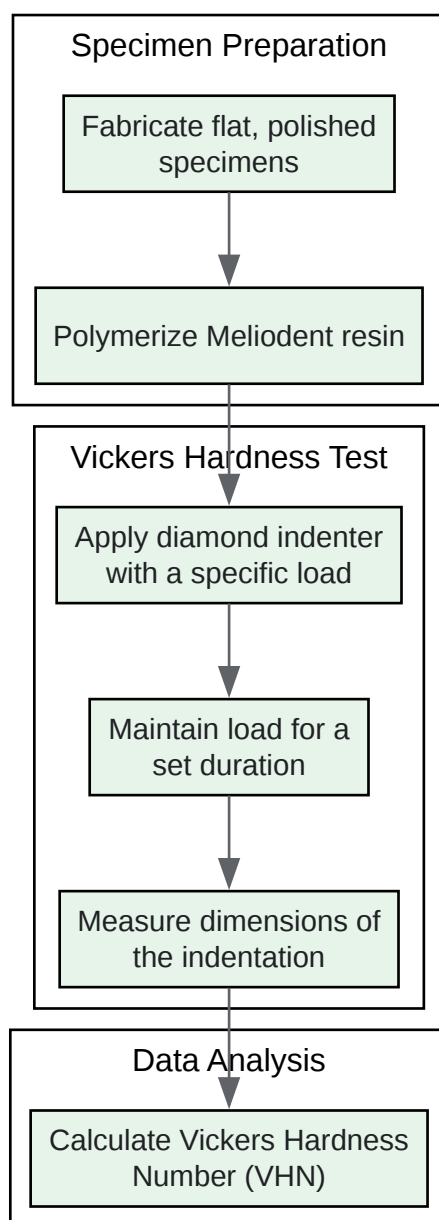 Specimen Preparation
Fabricate flat, polished
specimens
Polymerize Meliodent resin
Vickers Hardness Test
Apply diamond indenter
with a specific load
Maintain load for a
set duration
Measure dimensions of
the indentation
Data Analysis
Calculate Vickers Hardness
Number (VHN)